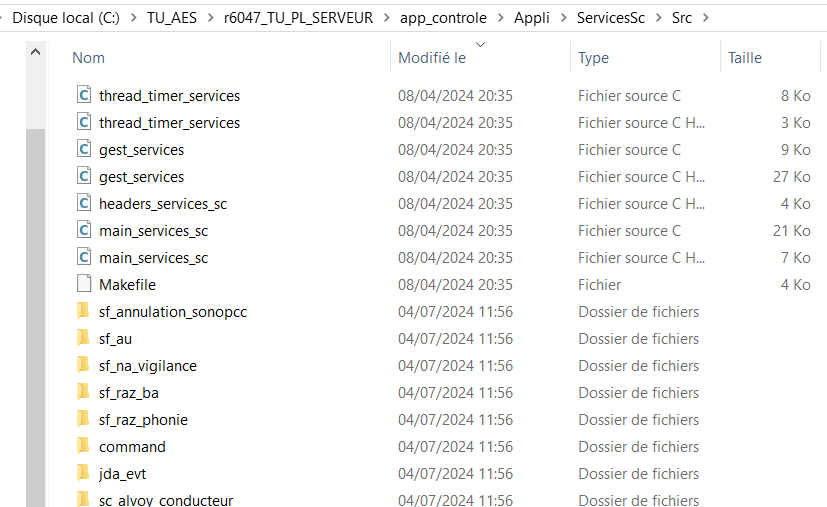 Disque local (C:) > TU_AES > r6047_TU_PL_SERVEUR > app_controle > Appli > ServicesSc > Src >
Nom Modifié le Type Taille
thread_timer_services 08/04/2024 20:35 Fichier source C 8 Ko
thread_timer_services 08/04/2024 20:35 Fichier source C H... 3 Ko
gest_services 08/04/2024 20:35 Fichier source C 9 Ko
gest_services 08/04/2024 20:35 Fichier source C H... 27 Ko
headers_services_sc 08/04/2024 20:35 Fichier source C H... 4 Ko
main_services_sc 08/04/2024 20:35 Fichier source C 21 Ko
main_services_sc 08/04/2024 20:35 Fichier source C H... 7 Ko
Makefile 08/04/2024 20:35 Fichier 4 Ko
sf_annulation_sonopcc 04/07/2024 11:56 Dossier de fichiers
sf_au 04/07/2024 11:56 Dossier de fichiers
sf_na_vigilance 04/07/2024 11:56 Dossier de fichiers
sf_raz_ba 04/07/2024 11:56 Dossier de fichiers
sf_raz_phonie 04/07/2024 11:56 Dossier de fichiers
command 04/07/2024 11:56 Dossier de fichiers
jda_evt 04/07/2024 11:56 Dossier de fichiers
sc_alvoy_conducteur 04/07/2024 11:56 Dossier de fichiers